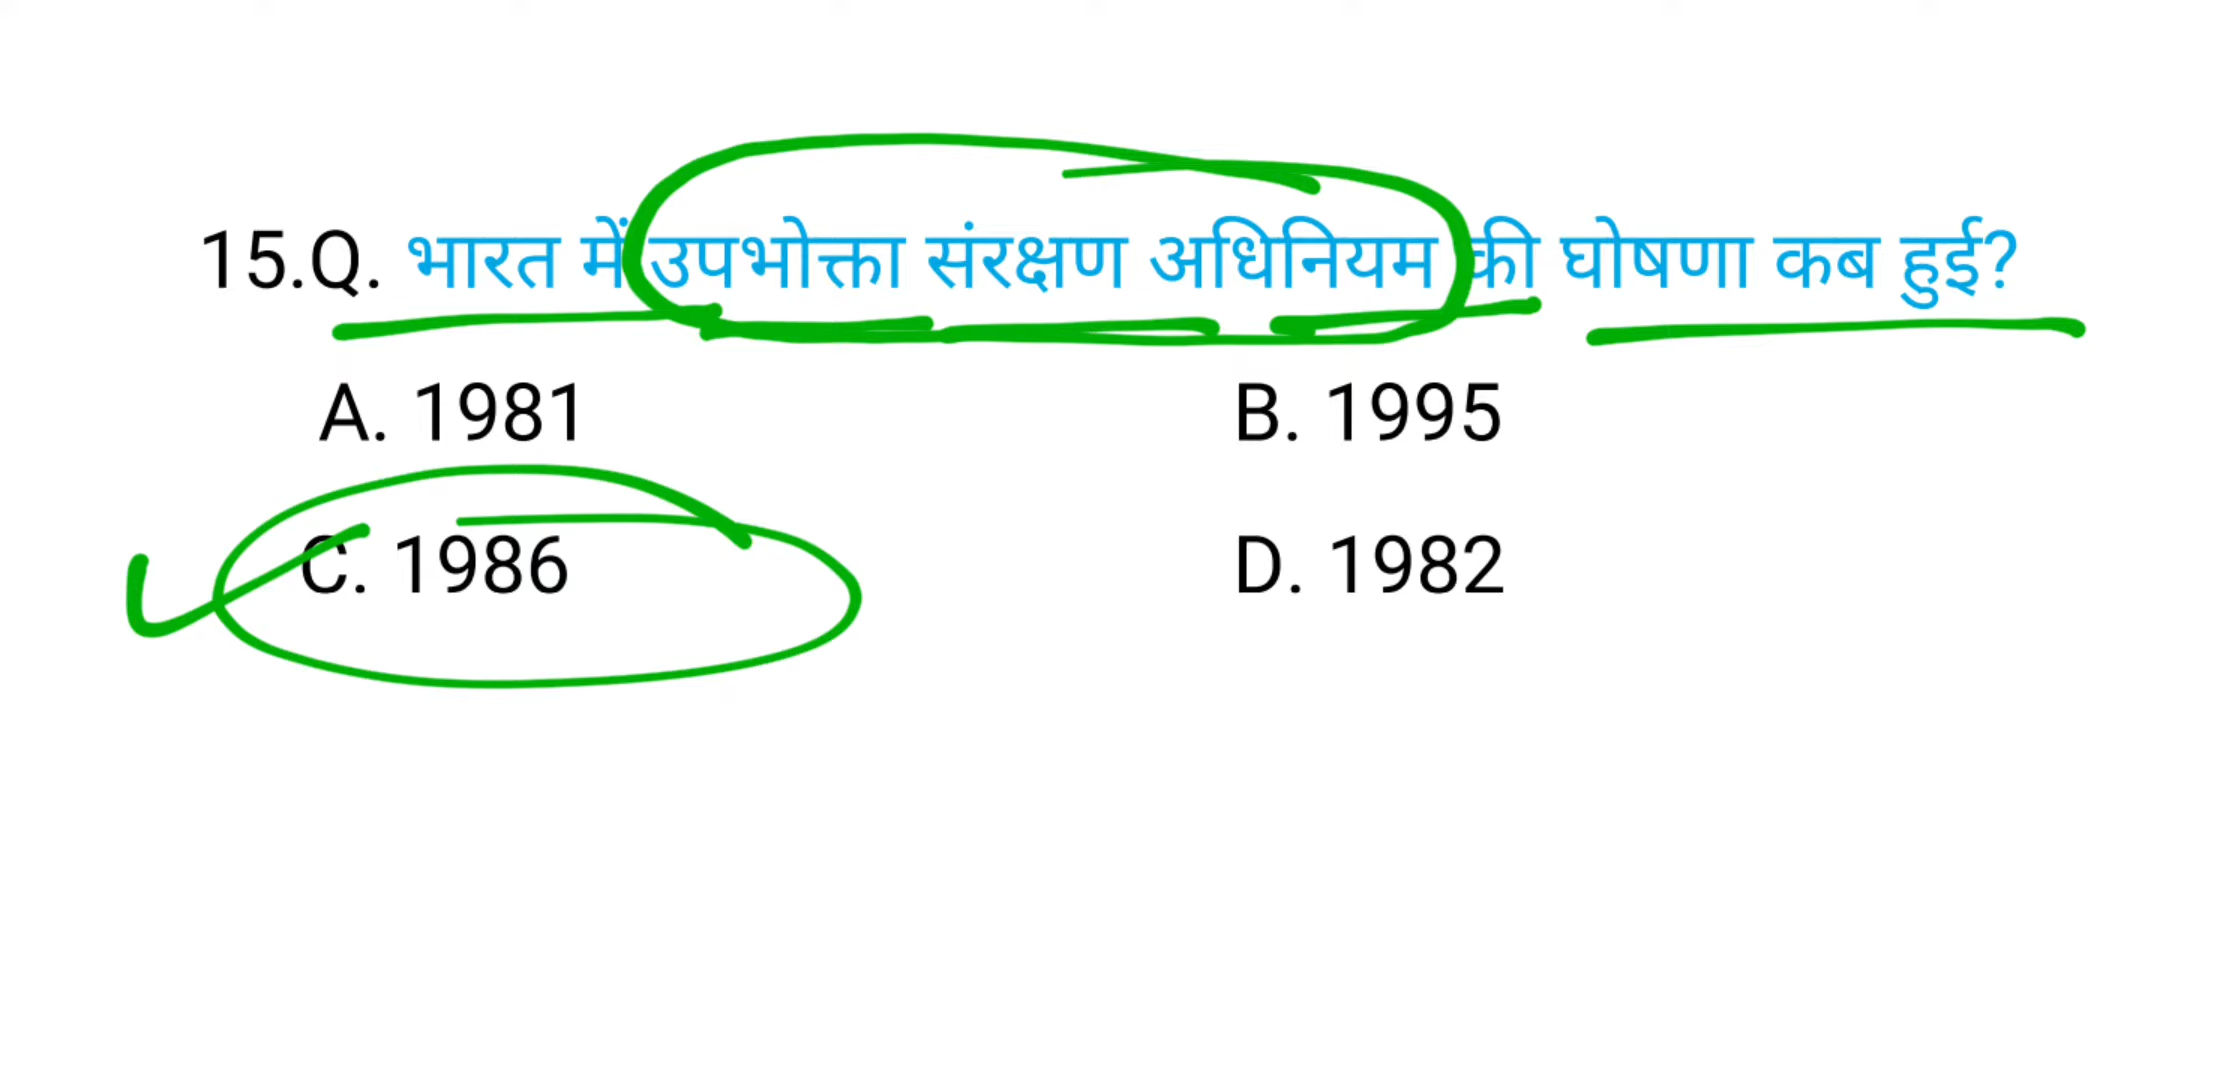 15.Q. भारत में उपभोक्ता संरक्षण अधिनियम की घोषणा कब हुई?
A. 1981 B. 1995
C. 1986 D. 1982